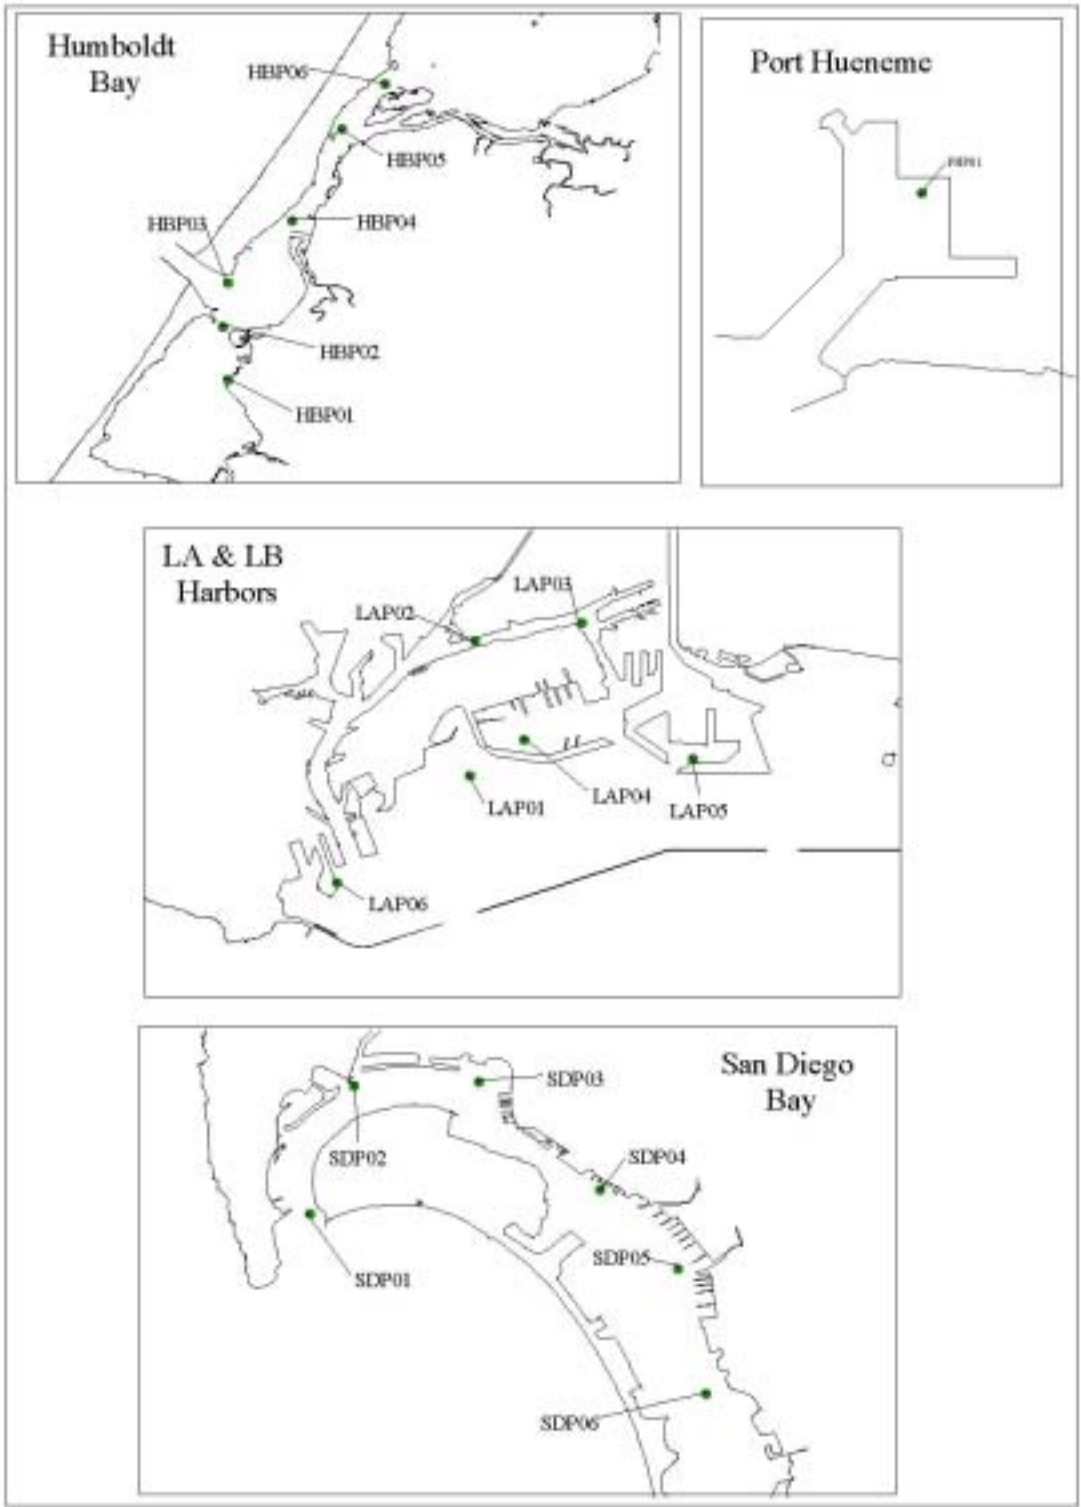 Humboldt
Bay
HBP06
HBP05
HBP03
HBP04
HBP02
HBP01
Port Hueneme
LA & LB
Harbors
LAP03
LAP02
LAP04
LAP01
LAP05
LAP06
San Diego
Bay
SDP03
SDP02
SDP04
SDP05
SDP01
SDP06